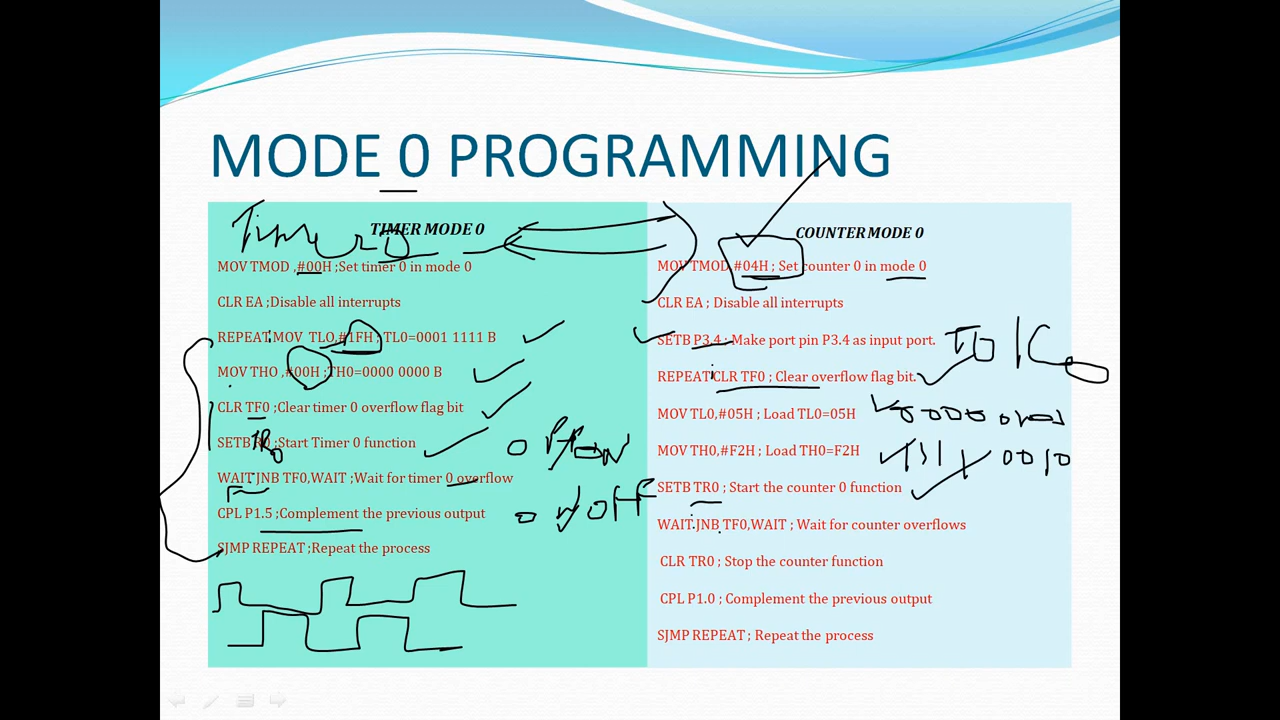 MODE 0 PROGRAMMING
Timer 0
TIMER MODE 0
MOV TMOD ,#00H ;Set timer 0 in mode 0
CLR EA ;Disable all interrupts
REPEAT:MOV TLO,#1FH ; TL0=0001 1111 B
MOV THO ,#00H ;TH0=0000 0000 B
CLR TF0 ;Clear timer 0 overflow flag bit
SETB R0 ;Start Timer 0 function
TR0
WAIT:JNB TF0,WAIT ;Wait for timer 0 overflow
CPL P1.5 ;Complement the previous output
SJMP REPEAT ;Repeat the process
COUNTER MODE 0
MOV TMOD #04H ; Set counter 0 in mode 0
CLR EA ; Disable all interrupts
SETB P3.4 ; Make port pin P3.4 as input port.
REPEAT:CLR TF0 ; Clear overflow flag bit.
MOV TL0,#05H ; Load TL0=05H
MOV TH0,#F2H ; Load TH0=F2H
0010
SETB TR0 ; Start the counter 0 function
WAIT:JNB TF0,WAIT ; Wait for counter overflows
CLR TR0 ; Stop the counter function
CPL P1.0 ; Complement the previous output
SJMP REPEAT ; Repeat the process